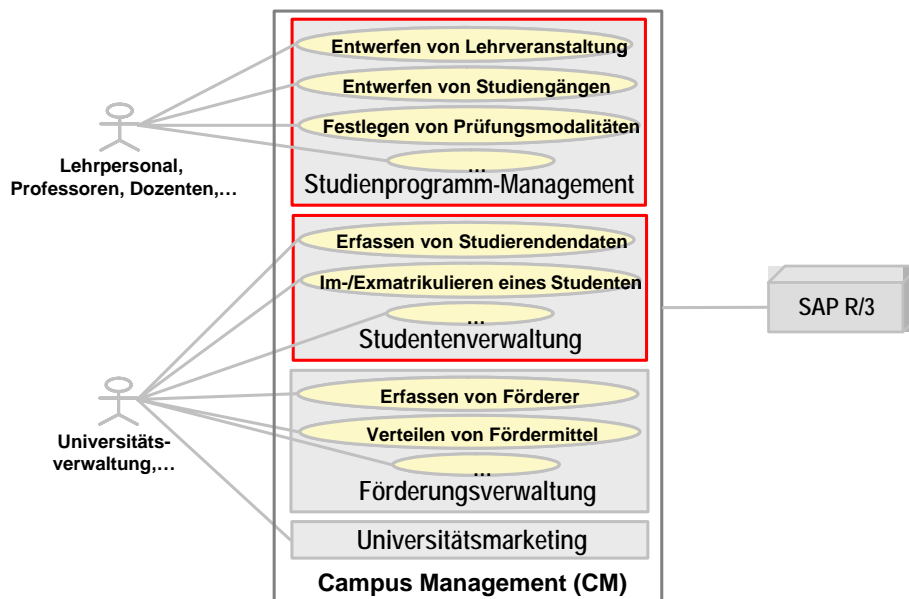 Entwerfen von Lehrveranstaltung
Entwerfen von Studiengängen
Festlegen von Prüfungsmodalitäten
...
Studienprogramm-Management
Lehrpersonal,
Professoren, Dozenten,...
Erfassen von Studierendendaten
Im-/Exmatrikulieren eines Studenten
...
Studentenverwaltung
SAP R/3
Erfassen von Förderer
Verteilen von Fördermittel
...
Förderungsverwaltung
Universitäts-
verwaltung,...
Universitätsmarketing
Campus Management (CM)